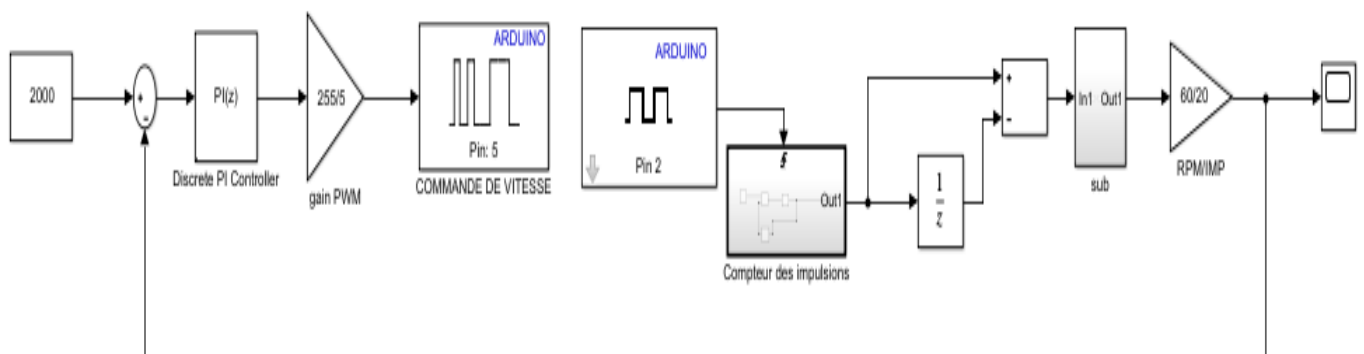 2000
+
-
PI(z)
Discrete PI Controller
255/5
gain PWM
ARDUINO
Pin: 5
COMMANDE DE VITESSE
ARDUINO
Pin 2
Out1
Compteur des impulsions
1
z
+
-
In1 Out1
sub
60/20
RPM/IMP